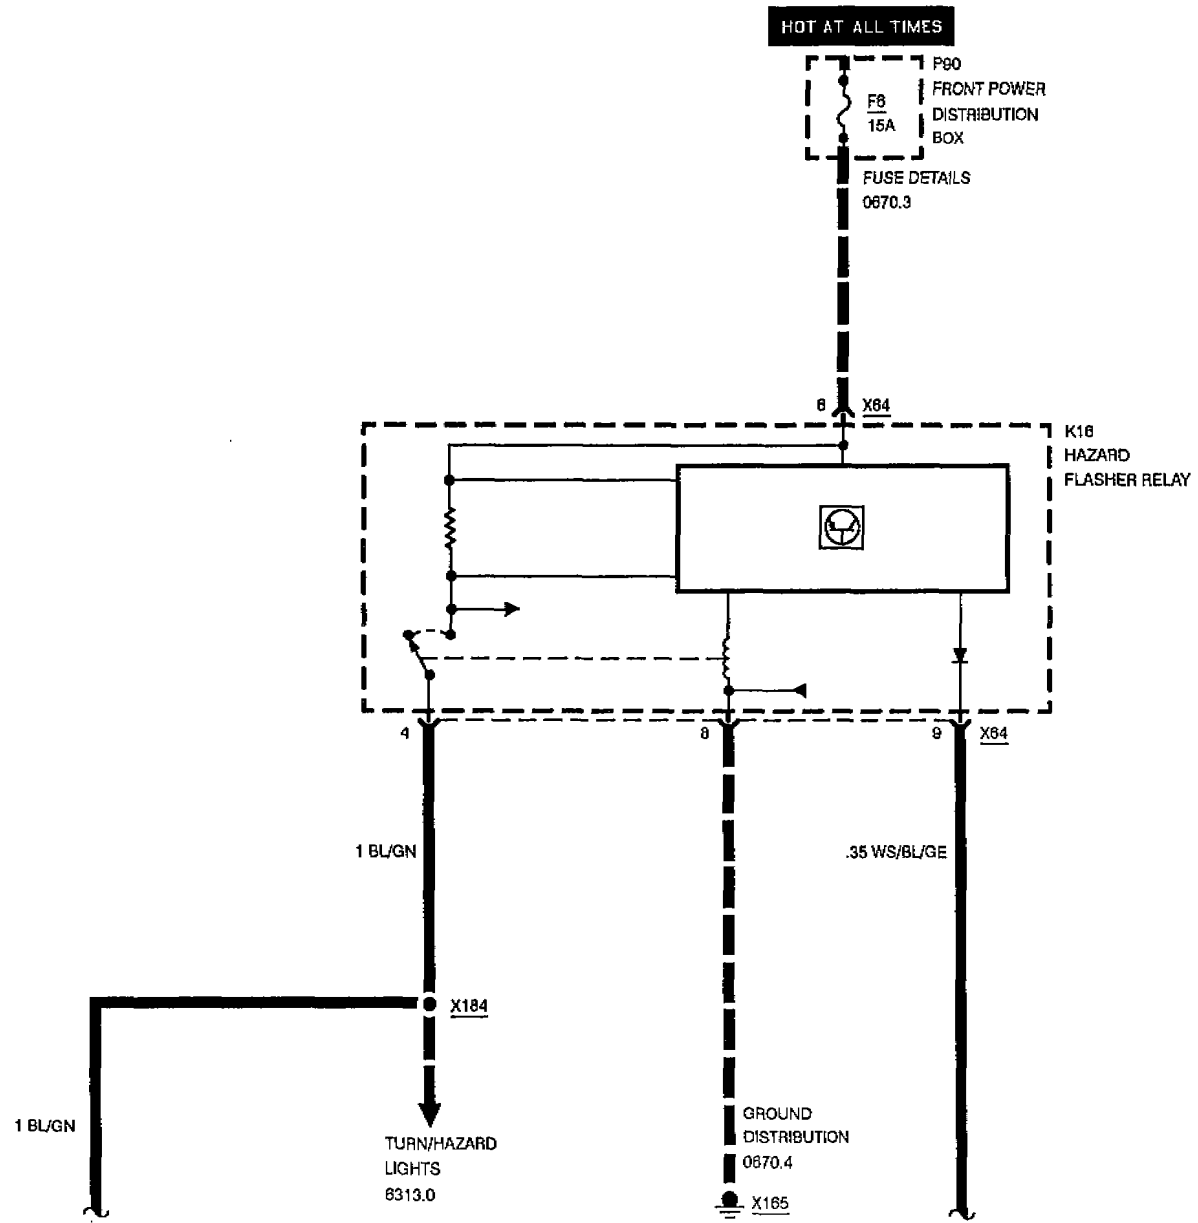 HOT AT ALL TIMES
P90
FRONT POWER
DISTRIBUTION
BOX
F6
15A
FUSE DETAILS
0670.3
6
X64
K16
HAZARD
FLASHER RELAY
4
8
9
X64
1 BL/GN
.35 WS/BL/GE
X184
1 BL/GN
TURN/HAZARD
LIGHTS
6313.0
GROUND
DISTRIBUTION
0670.4
X165